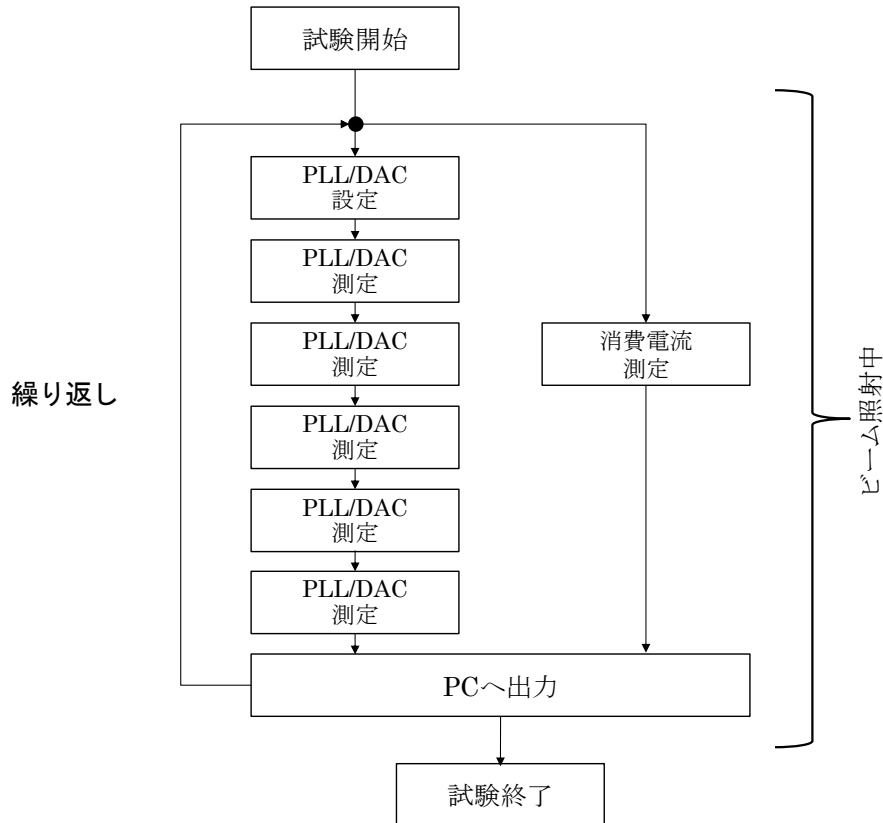 試験開始
PLL/DAC
設定
PLL/DAC
測定
PLL/DAC
測定
消費電流
測定
繰り返し
PLL/DAC
測定
ビーム照射中
PLL/DAC
測定
PLL/DAC
測定
PCへ出力
試験終了